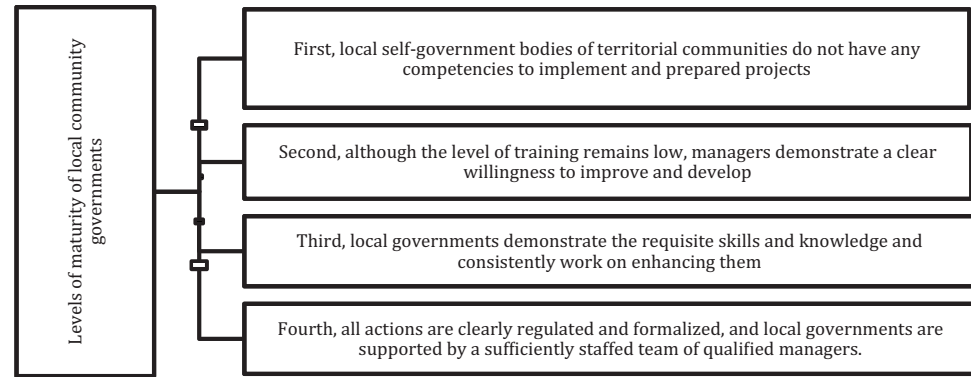 Levels of maturity of local community
governments
First, local self-government bodies of territorial communities do not have any
competencies to implement and prepared projects
Second, although the level of training remains low, managers demonstrate a clear
willingness to improve and develop
Third, local governments demonstrate the requisite skills and knowledge and
consistently work on enhancing them
Fourth, all actions are clearly regulated and formalized, and local governments are
supported by a sufficiently staffed team of qualified managers.